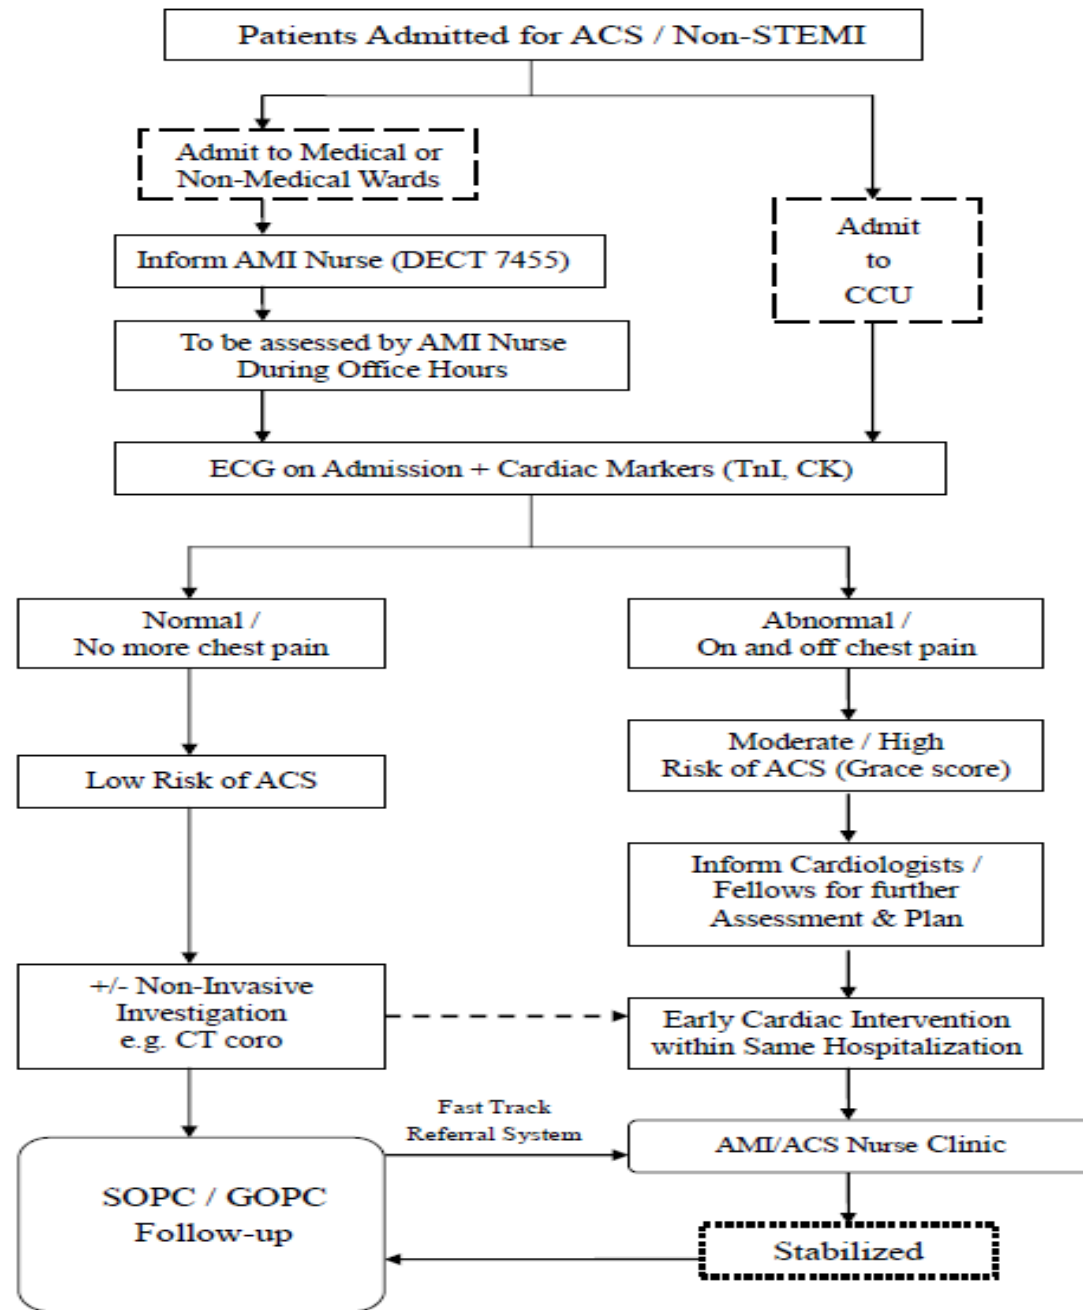 Patients Admitted for ACS / Non-STEMI
Admit to Medical or
Non-Medical Wards
Admit
to
CCU
Inform AMI Nurse (DECT 7455)
To be assessed by AMI Nurse
During Office Hours
ECG on Admission + Cardiac Markers (TnI, CK)
Normal /
No more chest pain
Abnormal /
On and off chest pain
Low Risk of ACS
Moderate / High
Risk of ACS (Grace score)
Inform Cardiologists /
Fellows for further
Assessment & Plan
+/- Non-Invasive
Investigation
e.g. CT coro
Early Cardiac Intervention
within Same Hospitalization
Fast Track
Referral System
AMI/ACS Nurse Clinic
SOPC / GOPC
Follow-up
Stabilized